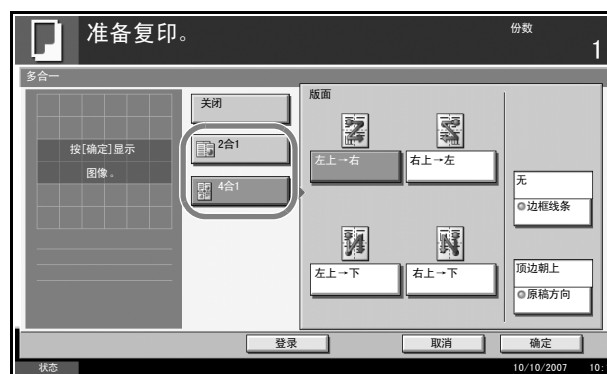 准备复印。
份数
1
多合一
按[确定]显示
图像。
关闭
2合1
4合1
版面
左上→右
右上→左
左上→下
右上→下
无
边框线条
顶边朝上
原稿方向
登录
取消
确定
状态
10/10/2007 10: